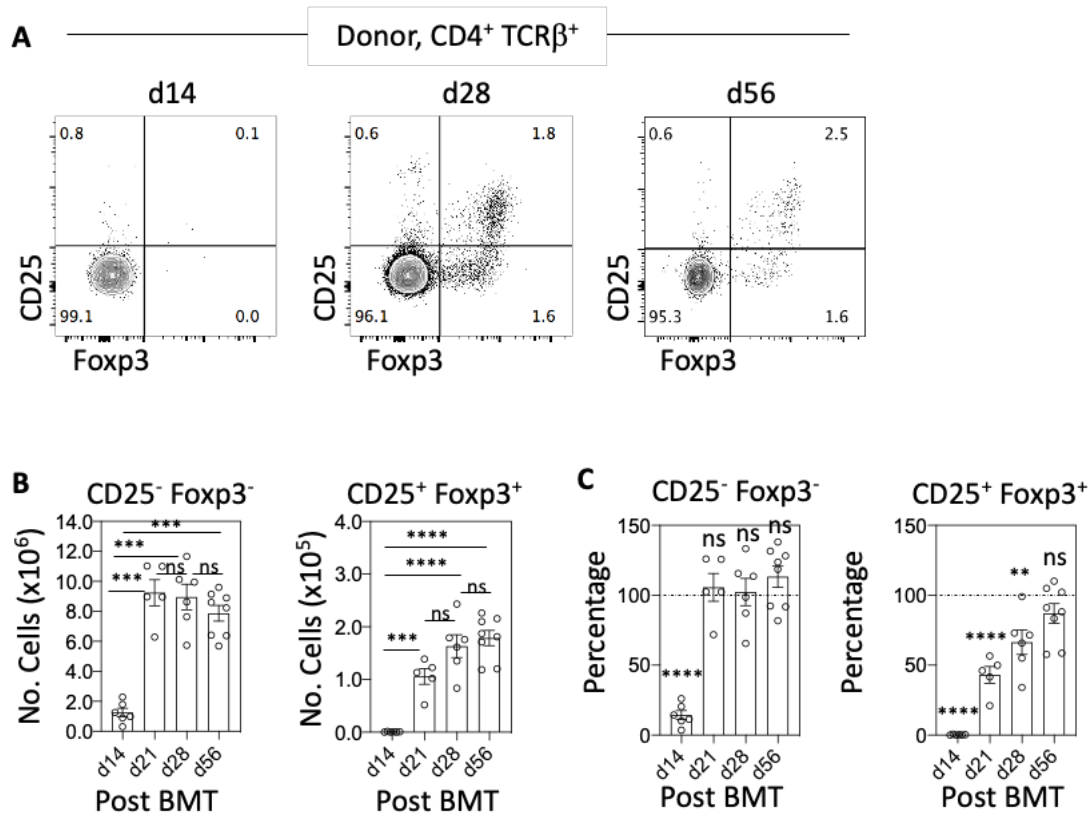 A
Donor, CD4⁺ TCRβ⁺
d14
d28
d56
0.8
0.1
99.1
0.0
CD25
Foxp3
0.6
1.8
96.1
1.6
CD25
Foxp3
0.6
2.5
95.3
1.6
CD25
Foxp3
B
CD25⁻ Foxp3⁻
No. Cells (x10⁶)
14.0
12.0
10.0
8.0
6.0
4.0
2.0
0.0
***
***
***
ns
ns
d14
d21
d28
d56
Post BMT
CD25⁺ Foxp3⁺
No. Cells (x10⁵)
4.0
3.0
2.0
1.0
0.0
****
****
ns
ns
***
d14
d21
d28
d56
Post BMT
C
CD25⁻ Foxp3⁻
Percentage
150
100
50
0
****
ns
ns
ns
d14
d21
d28
d56
Post BMT
CD25⁺ Foxp3⁺
Percentage
150
100
50
0
****
****
**
ns
d14
d21
d28
d56
Post BMT